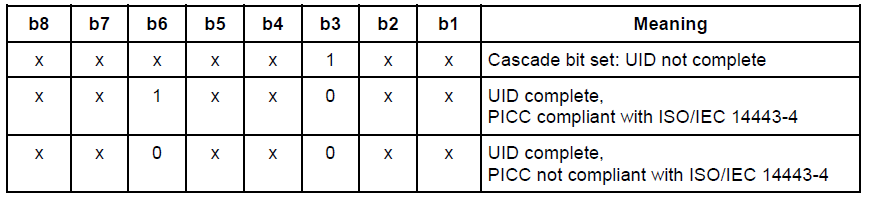 b8 b7 b6 b5 b4 b3 b2 b1 Meaning
x x x x x 1 x x Cascade bit set: UID not complete
x x 1 x x 0 x x UID complete,
PICC compliant with ISO/IEC 14443-4
x x 0 x x 0 x x UID complete,
PICC not compliant with ISO/IEC 14443-4